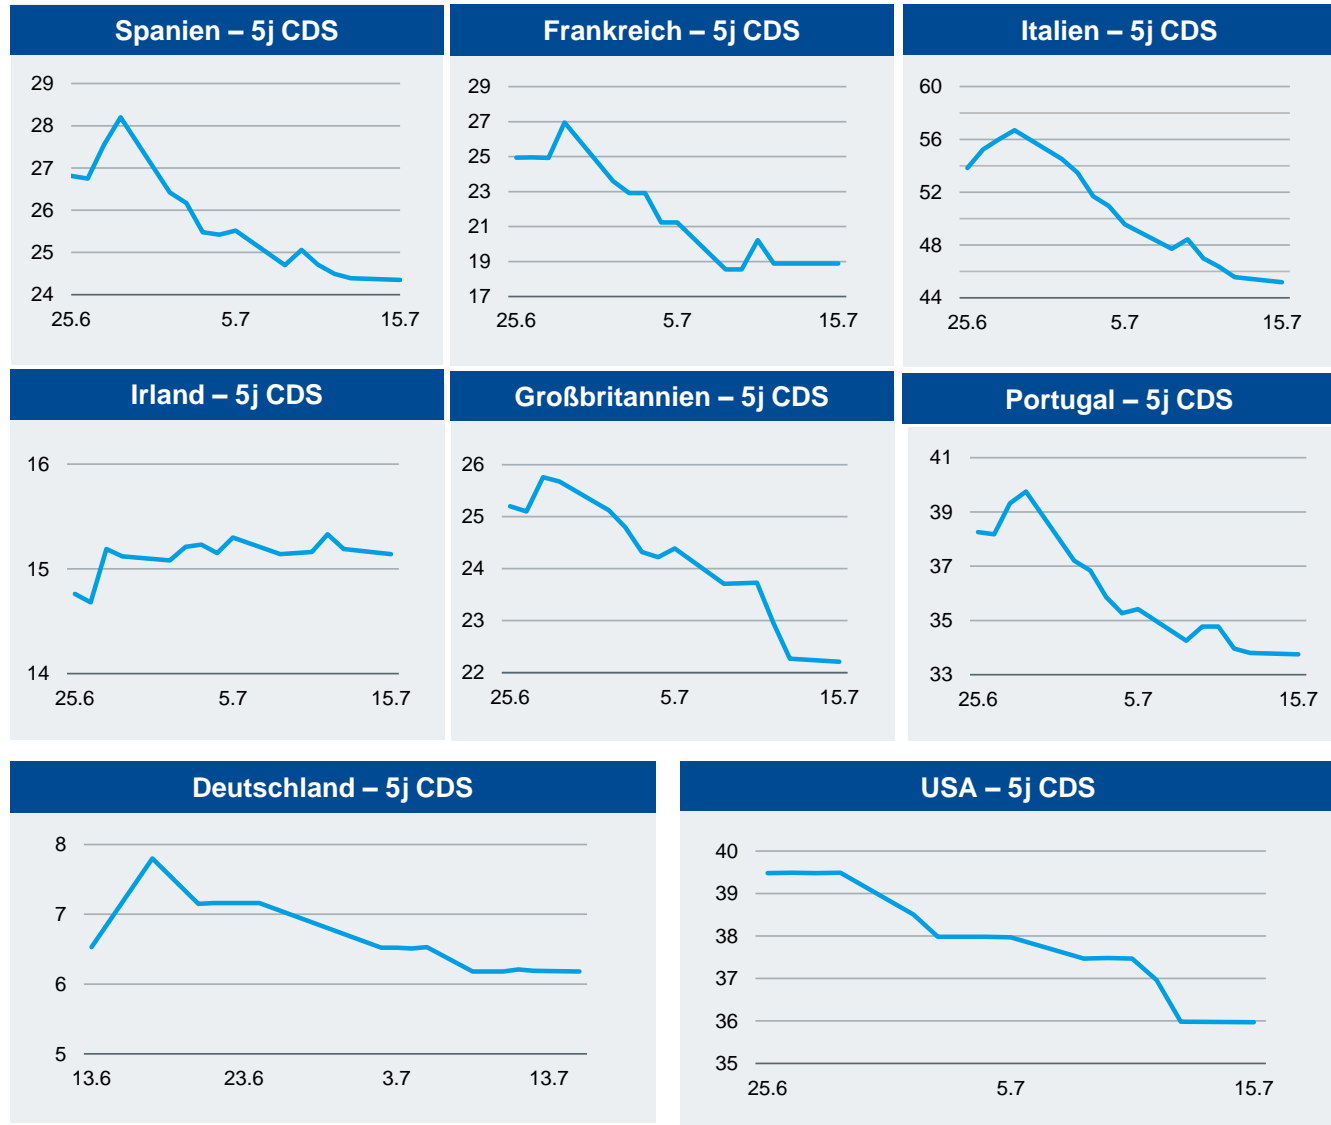 Spanien – 5j CDS
29
28
27
26
25
24
25.6 5.7 15.7
Frankreich – 5j CDS
29
27
25
23
21
19
17
25.6 5.7 15.7
Italien – 5j CDS
60
56
52
48
44
25.6 5.7 15.7
Irland – 5j CDS
16
15
14
25.6 5.7 15.7
Großbritannien – 5j CDS
26
25
24
23
22
25.6 5.7 15.7
Portugal – 5j CDS
41
39
37
35
33
25.6 5.7 15.7
Deutschland – 5j CDS
8
7
6
5
13.6 23.6 3.7 13.7
USA – 5j CDS
40
39
38
37
36
35
25.6 5.7 15.7